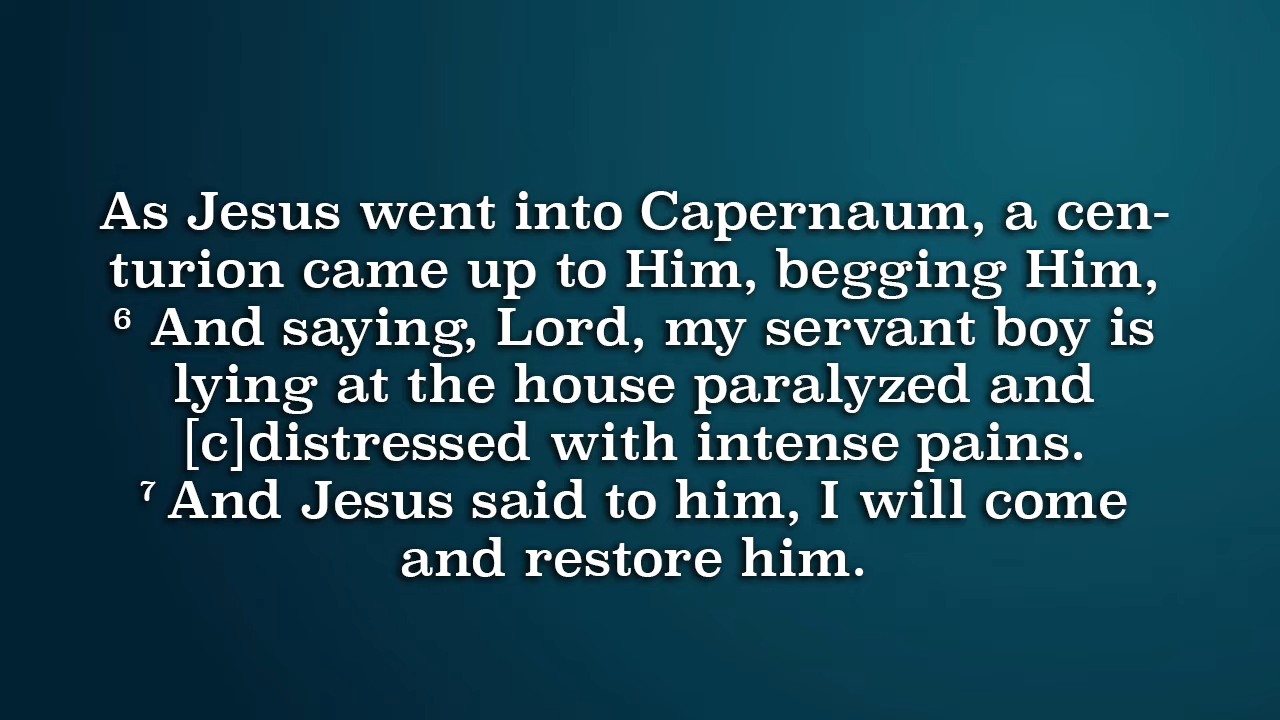 As Jesus went into Capernaum, a cen-
turion came up to Him, begging Him,
⁶ And saying, Lord, my servant boy is
lying at the house paralyzed and
[c]distressed with intense pains.
⁷ And Jesus said to him, I will come
and restore him.